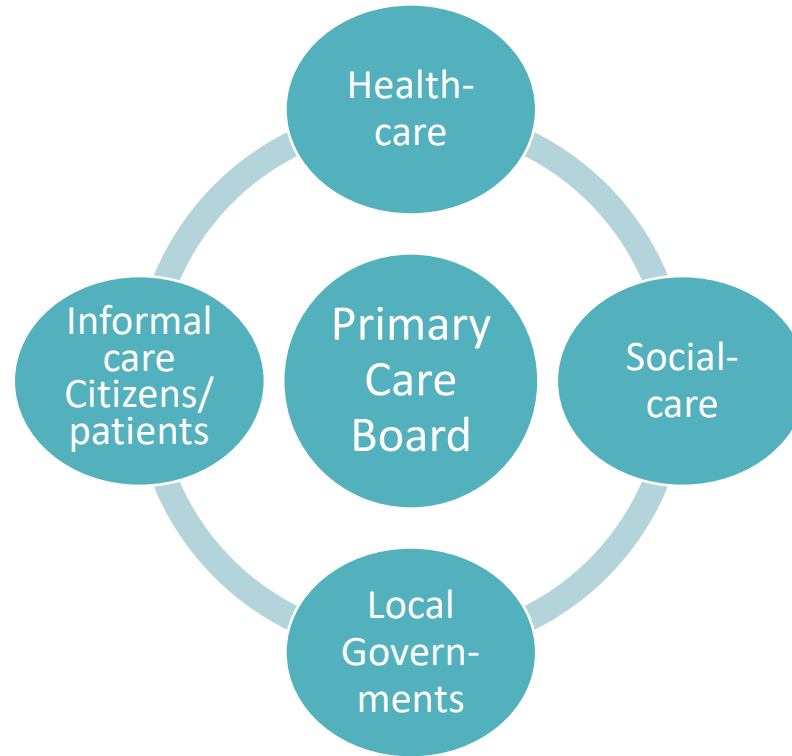 Health-
care
Informal
care
Citizens/
patients
Primary
Care
Board
Social-
care
Local
Govern-
ments